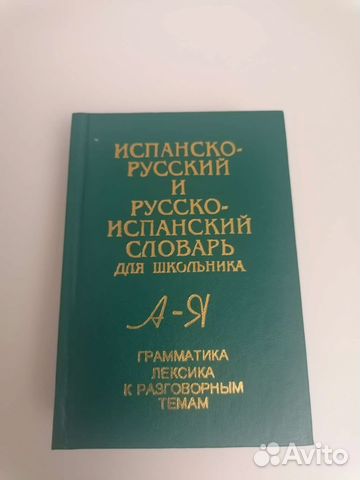 ИСПАНСКО-
РУССКИЙ И
РУССКО-
ИСПАНСКИЙ
СЛОВАРЬ
ДЛЯ ШКОЛЬНИКА
А-Я
ГРАММАТИКА
ЛЕКСИКА
К РАЗГОВОРНЫМ
ТЕМАМ
Avito